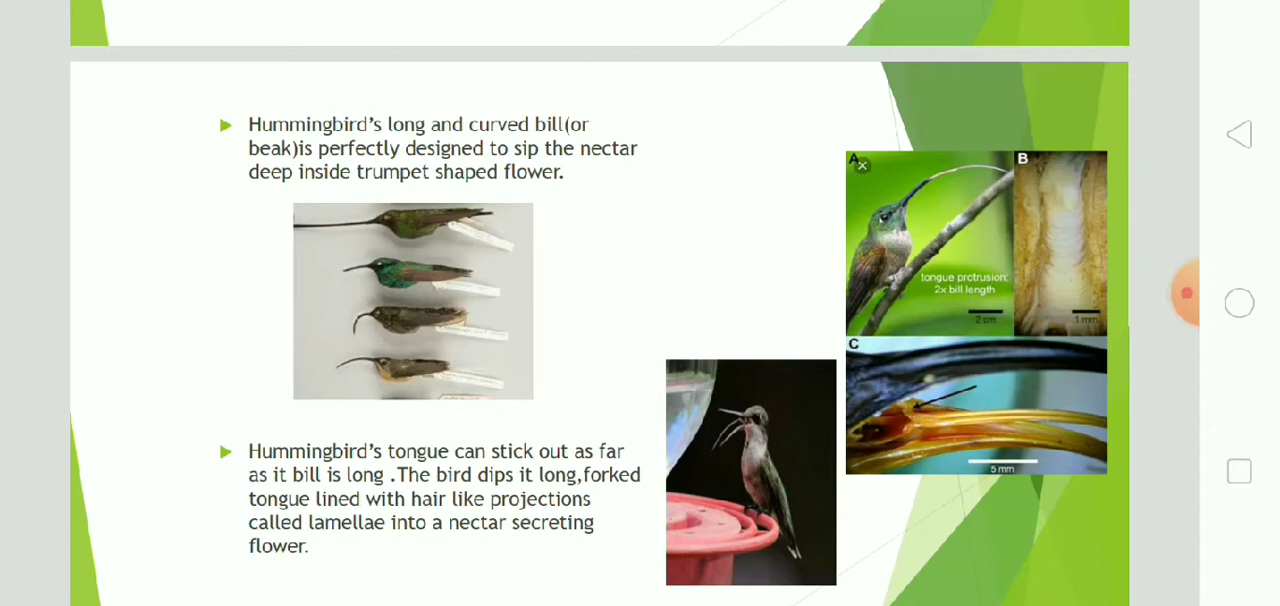 Hummingbird's long and curved bill(or
beak)is perfectly designed to sip the nectar
deep inside trumpet shaped flower.
Hummingbird's tongue can stick out as far
as it bill is long .The bird dips it long,forked
tongue lined with hair like projections
called lamellae into a nectar secreting
flower.
A
B
tongue protrusion:
2x bill length
2 cm
1 mm
C
5 mm